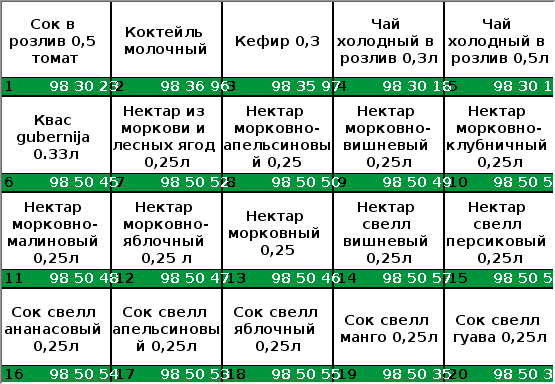 Сок в
розлив 0,5
томат
Коктейль
молочный
Кефир 0,3
Чай
холодный в
розлив 0,3л
Чай
холодный в
розлив 0,5л
1 98 30 23
2 98 36 96
3 98 35 97
4 98 30 18
5 98 30 1
Квас
gubernija
0.33л
Нектар из
моркови и
лесных ягод
0,25л
Нектар
морковно-
апельсиновы
й 0,25
Нектар
морковно-
вишневый
0,25л
Нектар
морковно-
клубничный
0,25л
6 98 50 45
7 98 50 52
8 98 50 50
9 98 50 49
10 98 50 5
Нектар
морковно-
малиновый
0,25л
Нектар
морковно-
яблочный
0,25 л
Нектар
морковный
0,25
Нектар
свелл
вишневый
0,25л
Нектар
свелл
персиковый
0,25л
11 98 50 48
12 98 50 47
13 98 50 46
14 98 50 57
15 98 50 5
Сок свелл
ананасовый
0,25л
Сок свелл
апельсиновы
й 0,25л
Сок свелл
яблочный
0,25л
Сок свелл
манго 0,25л
Сок свелл
гуава 0,25л
16 98 50 54
17 98 50 53
18 98 50 55
19 98 50 35
20 98 50 3